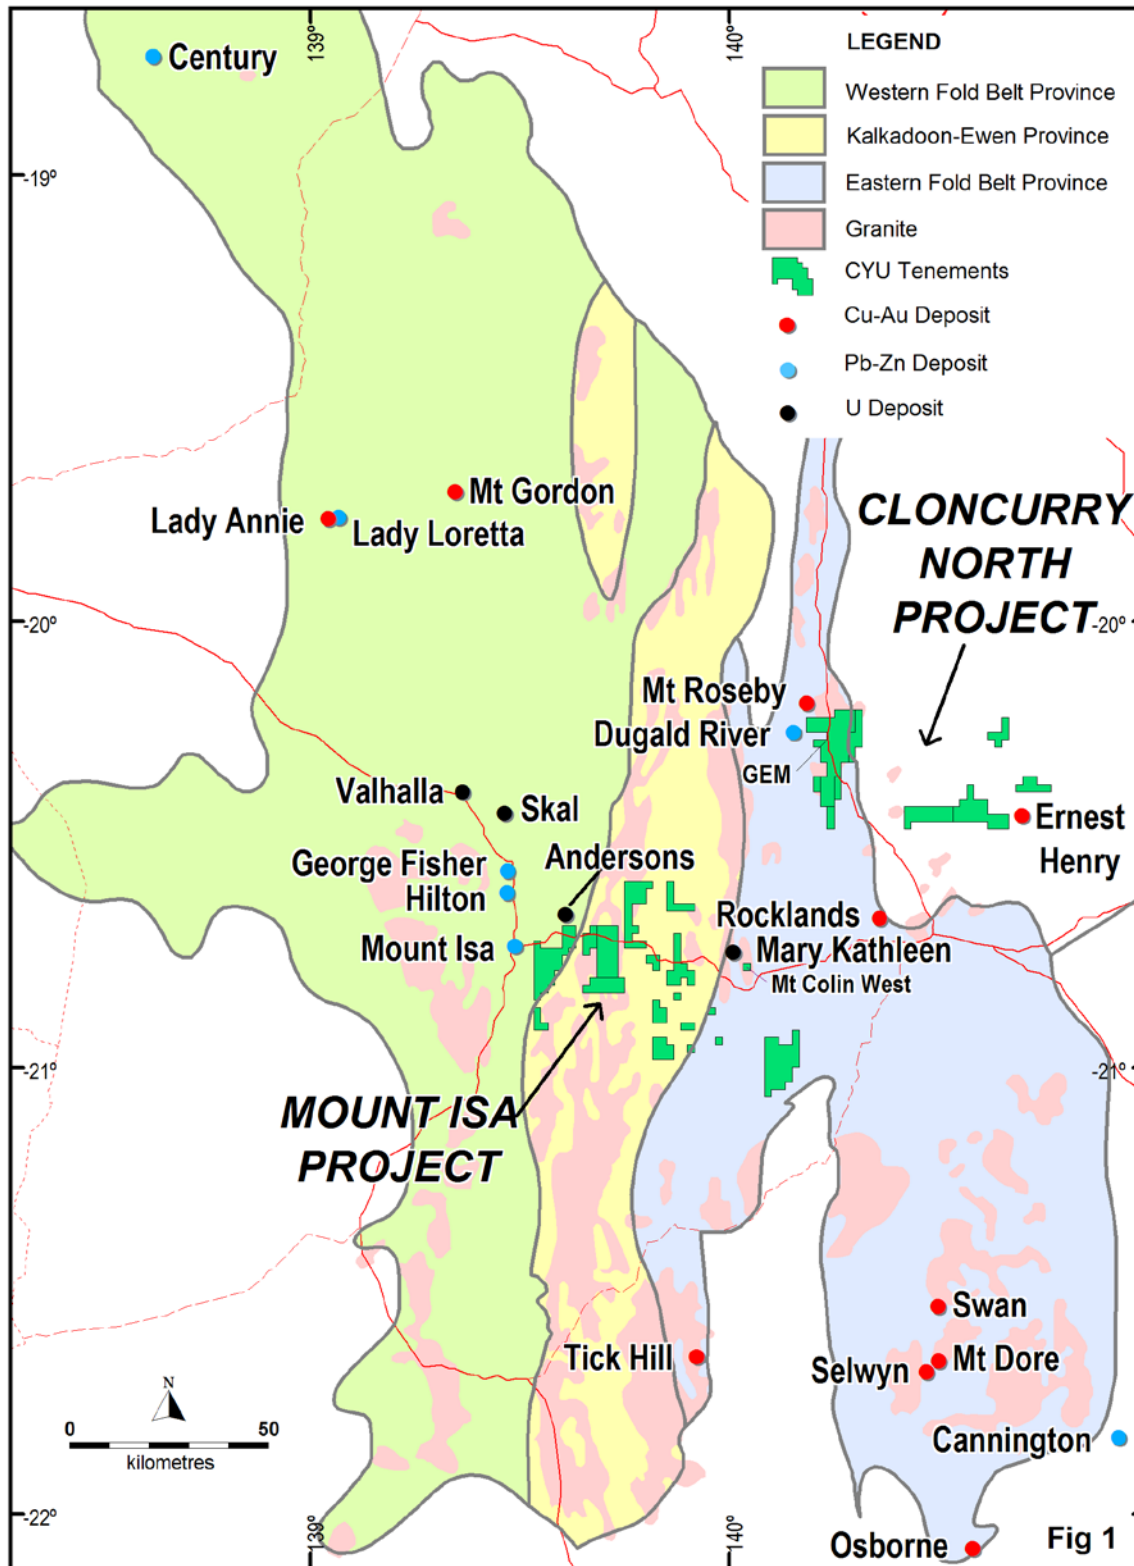 139°
140°
LEGEND
Western Fold Belt Province
Kalkadoon-Ewen Province
Eastern Fold Belt Province
Granite
CYU Tenements
Cu-Au Deposit
Pb-Zn Deposit
U Deposit
Century
-19°
Mt Gordon
Lady Annie
Lady Loretta
CLONCURRY
NORTH
PROJECT
-20°
-20°
Mt Roseby
Dugald River
GEM
Valhalla
Skal
Ernest
Henry
Andersons
George Fisher
Hilton
Rocklands
Mount Isa
Mary Kathleen
Mt Colin West
-21°
-21°
MOUNT ISA
PROJECT
Swan
Tick Hill
Mt Dore
Selwyn
N
0 50
kilometres
Cannington
-22°
139°
140°
Osborne
Fig 1